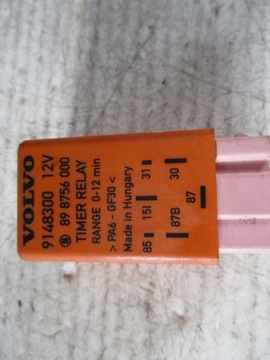 VOLVO
9148300 12V
89 8756 000
TIMER RELAY
RANGE 0-12 min
> PA6 - GF30 <
Made in Hungary
85 15 31
87B 30
87